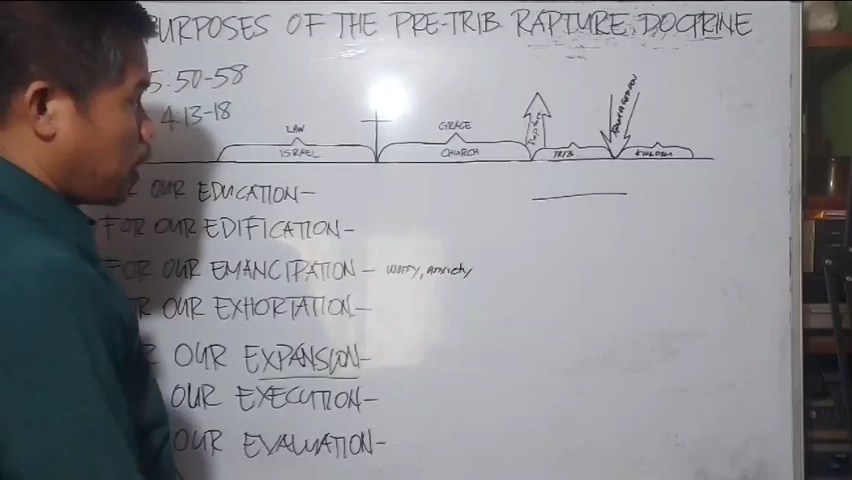 PURPOSES OF THE PRE-TRIB RAPTURE DOCTRINE
5:50-58
4:13-18
LAW
ISRAEL
GRACE
CHURCH
TRIB
KINGDOM
OUR EDUCATION-
FOR OUR EDIFICATION-
FOR OUR EMANCIPATION- worry, anxiety
OUR EXHORTATION-
OUR EXPANSION-
OUR EXECUTION-
OUR EVALUATION-